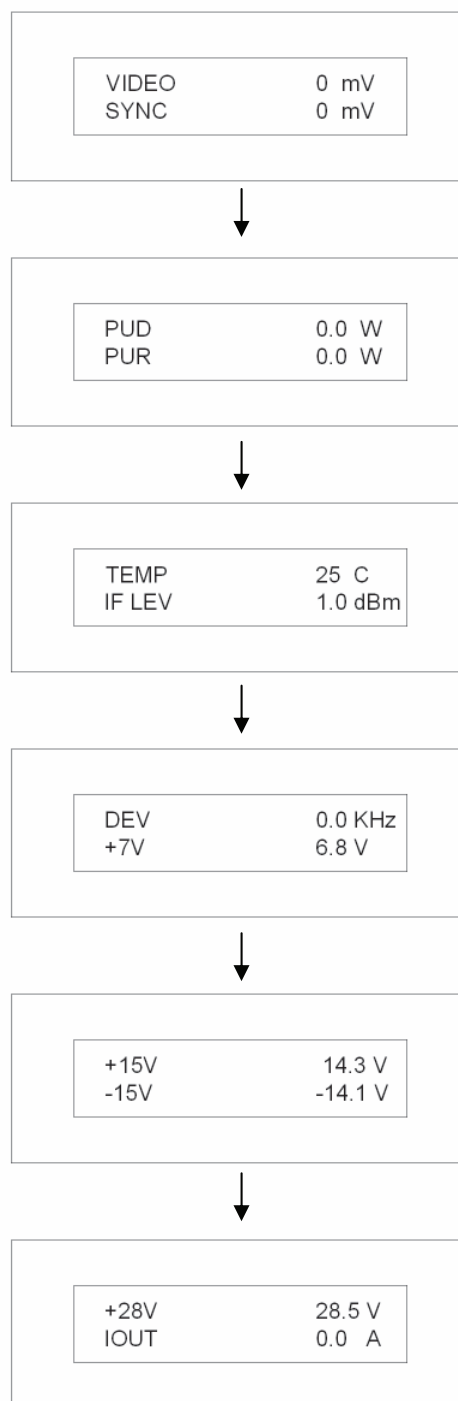 VIDEO 0 mV
SYNC 0 mV
PUD 0.0 W
PUR 0.0 W
TEMP 25 C
IF LEV 1.0 dBm
DEV 0.0 KHz
+7V 6.8 V
+15V 14.3 V
-15V -14.1 V
+28V 28.5 V
IOUT 0.0 A